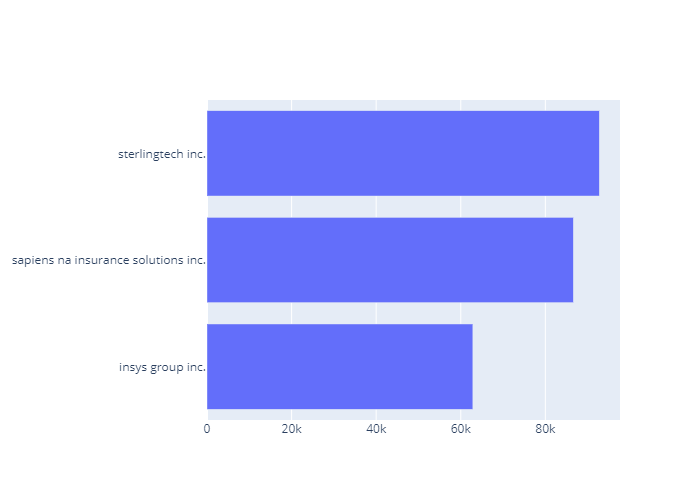 sterlingtech inc.
sapiens na insurance solutions inc.
insys group inc.
0 20k 40k 60k 80k